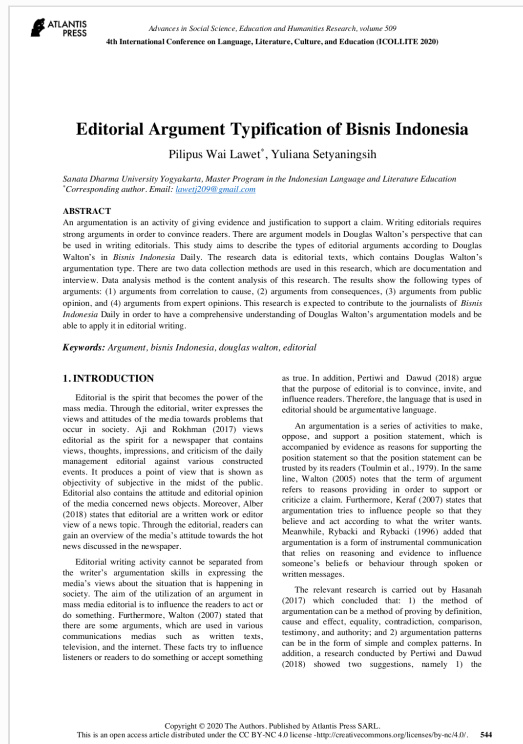 ATLANTIS
PRESS
Advances in Social Science, Education and Humanities Research, volume 509
4th International Conference on Language, Literature, Culture, and Education (ICOLLITE 2020)
Editorial Argument Typification of Bisnis Indonesia
Pilipus Wai Lawet*, Yuliana Setyaningsih
Sanata Dharma University Yogyakarta, Master Program in the Indonesian Language and Literature Education
*Corresponding author. Email: lawetj209@gmail.com
ABSTRACT
An argumentation is an activity of giving evidence and justification to support a claim. Writing editorials requires
strong arguments in order to convince readers. There are argument models in Douglas Walton's perspective that can
be used in writing editorials. This study aims to describe the types of editorial arguments according to Douglas
Walton's in Bisnis Indonesia Daily. The research data is editorial texts, which contains Douglas Walton's
argumentation type. There are two data collection methods are used in this research, which are documentation and
interview. Data analysis method is the content analysis of this research. The results show the following types of
arguments: (1) arguments from correlation to cause, (2) arguments from consequences, (3) arguments from public
opinion, and (4) arguments from expert opinions. This research is expected to contribute to the journalists of Bisnis
Indonesia Daily in order to have a comprehensive understanding of Douglas Walton's argumentation models and be
able to apply it in editorial writing.
Keywords: Argument, bisnis Indonesia, douglas walton, editorial
1. INTRODUCTION
Editorial is the spirit that becomes the power of the
mass media. Through the editorial, writer expresses the
views and attitudes of the media towards problems that
occur in society. Aji and Rokhman (2017) views
editorial as the spirit for a newspaper that contains
views, thoughts, impressions, and criticism of the daily
management editorial against various constructed
events. It produces a point of view that is shown as
objectivity of subjective in the midst of the public.
Editorial also contains the attitude and editorial opinion
of the media concerned news objects. Moreover, Alber
(2018) states that editorial are a written work or editor
view of a news topic. Through the editorial, readers can
gain an overview of the media's attitude towards the hot
news discussed in the newspaper.
Editorial writing activity cannot be separated from
the writer's argumentation skills in expressing the
media's views about the situation that is happening in
society. The aim of the utilization of an argument in
mass media editorial is to influence the readers to act or
do something. Furthermore, Walton (2007) stated that
there are some arguments, which are used in various
communications medias such as written texts,
television, and the internet. These facts try to influence
listeners or readers to do something or accept something
as true. In addition, Pertiwi and Dawud (2018) argue
that the purpose of editorial is to convince, invite, and
influence readers. Therefore, the language that is used in
editorial should be argumentative language.
An argumentation is a series of activities to make,
oppose, and support a position statement, which is
accompanied by evidence as reasons for supporting the
position statement so that the position statement can be
trusted by its readers (Toulmin et al., 1979). In the same
line, Walton (2005) notes that the term of argument
refers to reasons providing in order to support or
criticize a claim. Furthermore, Keraf (2007) states that
argumentation tries to influence people so that they
believe and act according to what the writer wants.
Meanwhile, Rybacki and Rybacki (1996) added that
argumentation is a form of instrumental communication
that relies on reasoning and evidence to influence
someone's beliefs or behaviour through spoken or
written messages.
The relevant research is carried out by Hasanah
(2017) which concluded that: 1) the method of
argumentation can be a method of proving by definition,
cause and effect, equality, contradiction, comparison,
testimony, and authority; and 2) argumentation patterns
can be in the form of simple and complex patterns. In
addition, a research conducted by Pertiwi and Dawud
(2018) showed two suggestions, namely 1) the
Copyright © 2020 The Authors. Published by Atlantis Press SARL.
This is an open access article distributed under the CC BY-NC 4.0 license -http://creativecommons.org/licenses/by-nc/4.0/. 544